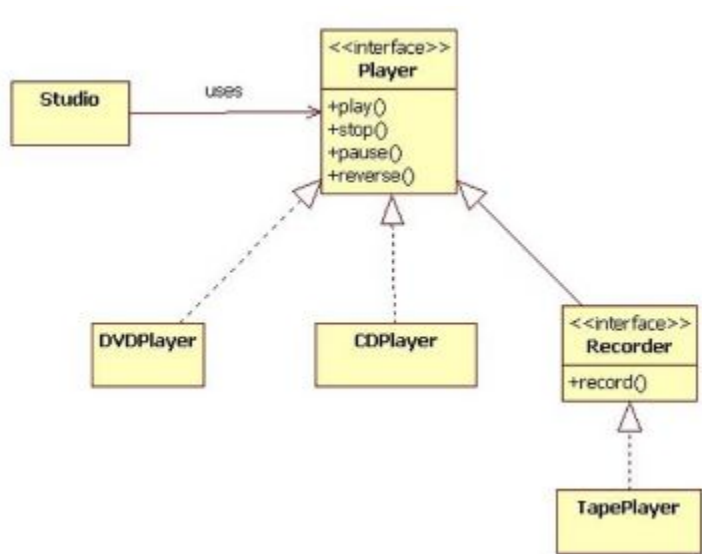 <<interface>>
Player
Studio
uses
+play()
+stop()
+pause()
+reverse()
DVDPlayer
CDPlayer
<<interface>>
Recorder
+record()
TapePlayer